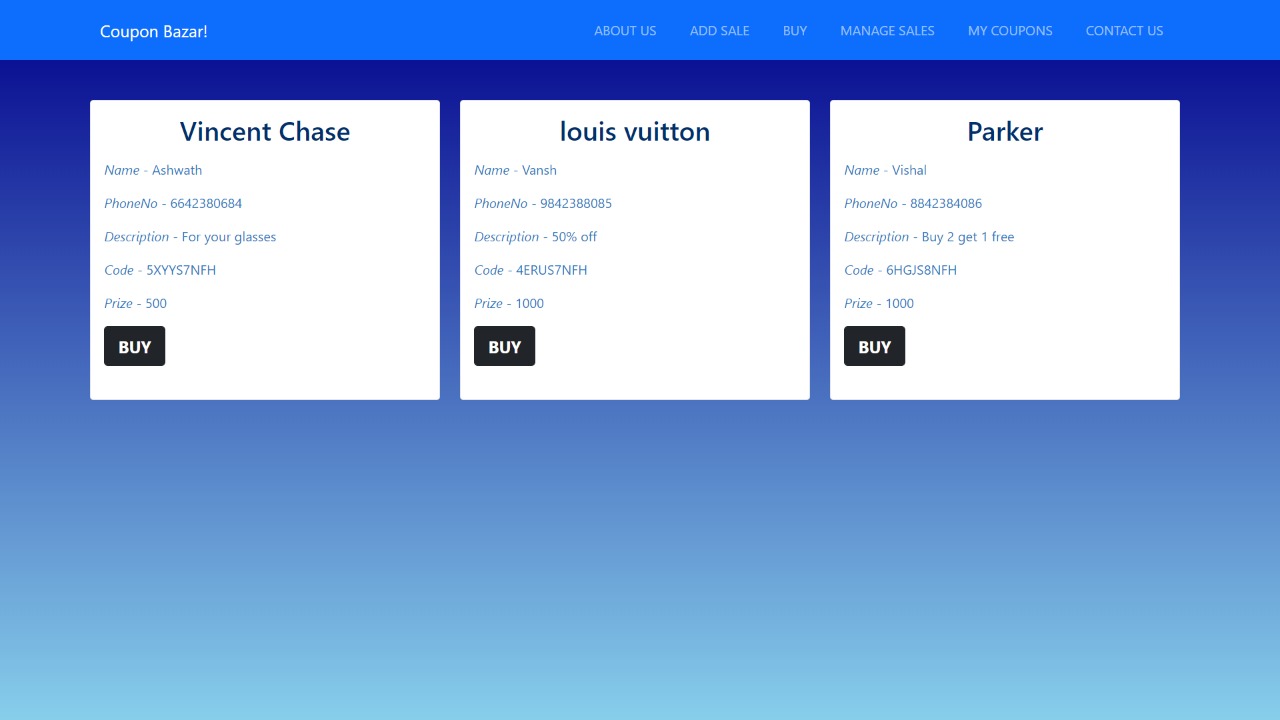 Coupon Bazar!
ABOUT US
ADD SALE
BUY
MANAGE SALES
MY COUPONS
CONTACT US
Vincent Chase
Name - Ashwath
PhoneNo - 6642380684
Description - For your glasses
Code - 5XYYS7NFH
Prize - 500
BUY
louis vuitton
Name - Vansh
PhoneNo - 9842388085
Description - 50% off
Code - 4ERUS7NFH
Prize - 1000
BUY
Parker
Name - Vishal
PhoneNo - 8842384086
Description - Buy 2 get 1 free
Code - 6HGJS8NFH
Prize - 1000
BUY